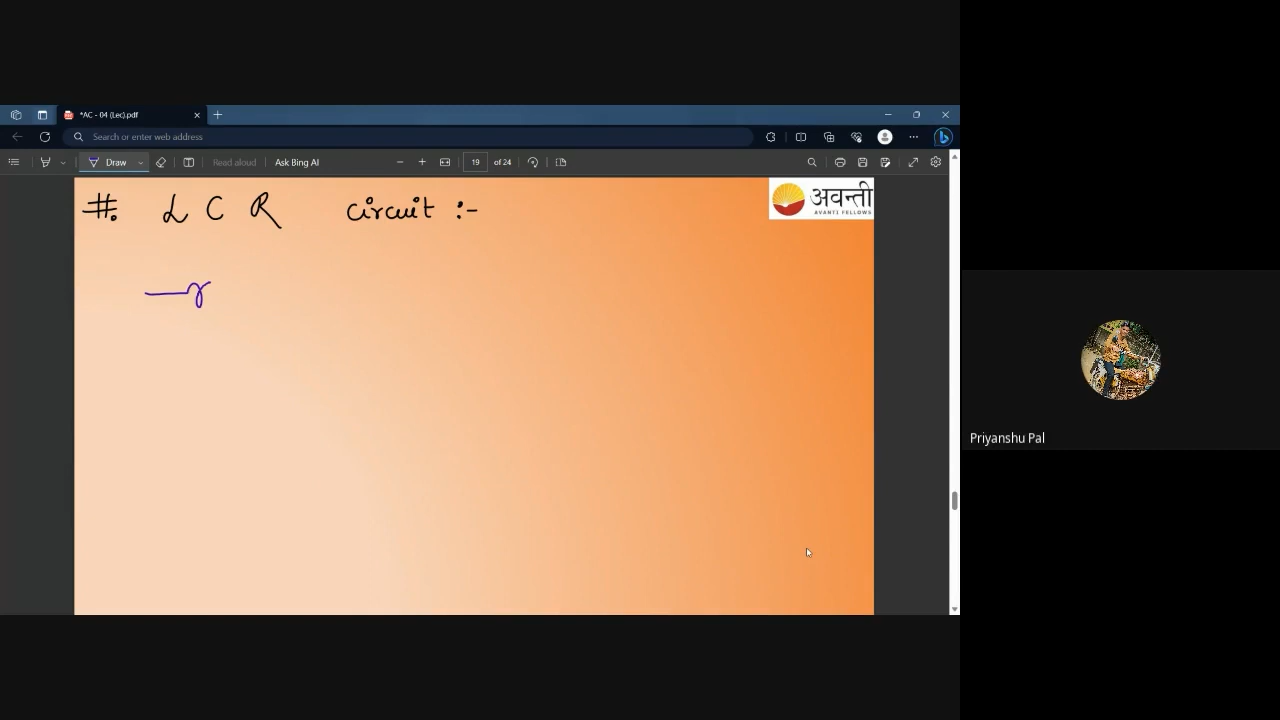 *AC - 04 (Lec).pdf
Search or enter web address
Draw
Read aloud
Ask Bing AI
19 of 24
#. L C R circuit :-
अवन्ती
AVANTI FELLOWS
Priyanshu Pal